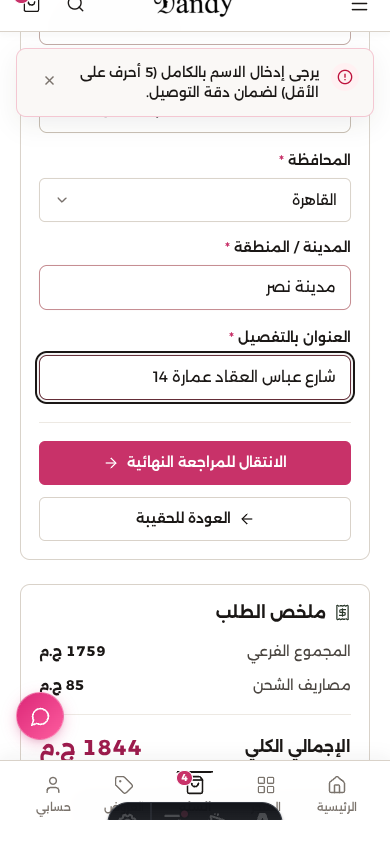 Dandy
يرجى إدخال الاسم بالكامل (5 أحرف على
الأقل) لضمان دقة التوصيل.
المحافظة *
القاهرة
المدينة / المنطقة *
مدينة نصر
العنوان بالتفصيل *
شارع عباس العقاد عمارة 14
الانتقال للمراجعة النهائية
العودة للحقيبة
ملخص الطلب
المجموع الفرعي 1759 ج.م
مصاريف الشحن 85 ج.م
الإجمالي الكلي 1844 ج.م
4
الرئيسية
حسابي